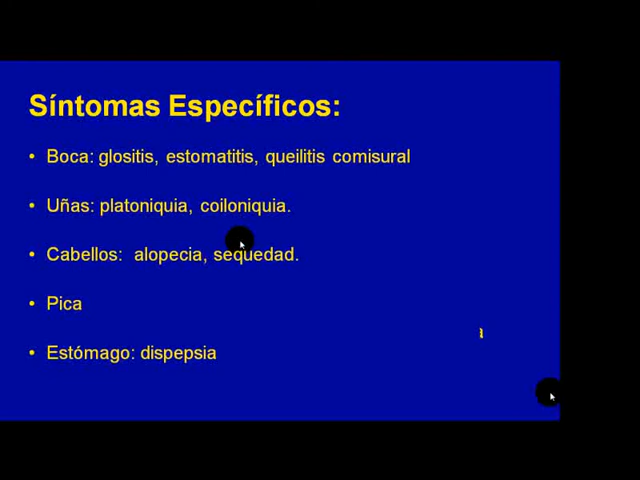 Síntomas Específicos:
• Boca: glositis, estomatitis, queilitis comisural
• Uñas: platoniquia, coiloniquia.
• Cabellos: alopecia, sequedad.
• Pica
a
• Estómago: dispepsia